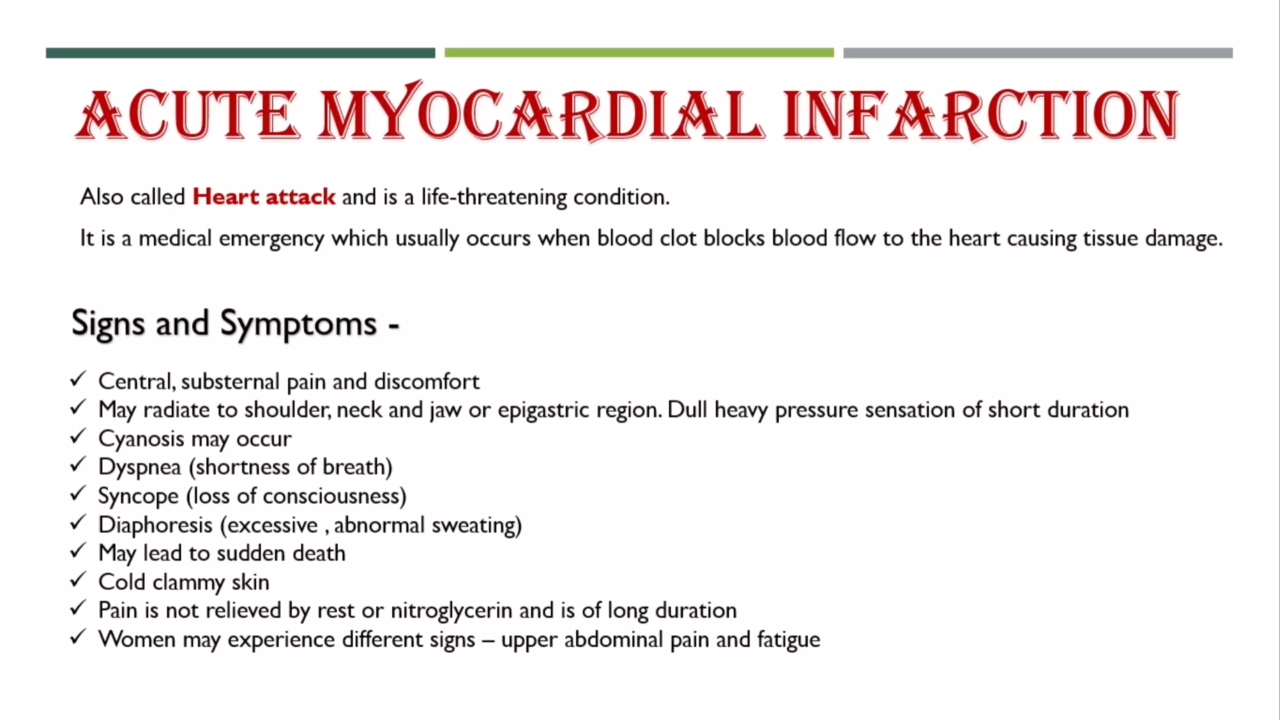 ACUTE MYOCARDIAL INFARCTION
Also called Heart attack and is a life-threatening condition.
It is a medical emergency which usually occurs when blood clot blocks blood flow to the heart causing tissue damage.
Signs and Symptoms -
✓ Central, substernal pain and discomfort
✓ May radiate to shoulder, neck and jaw or epigastric region. Dull heavy pressure sensation of short duration
✓ Cyanosis may occur
✓ Dyspnea (shortness of breath)
✓ Syncope (loss of consciousness)
✓ Diaphoresis (excessive , abnormal sweating)
✓ May lead to sudden death
✓ Cold clammy skin
✓ Pain is not relieved by rest or nitroglycerin and is of long duration
✓ Women may experience different signs – upper abdominal pain and fatigue